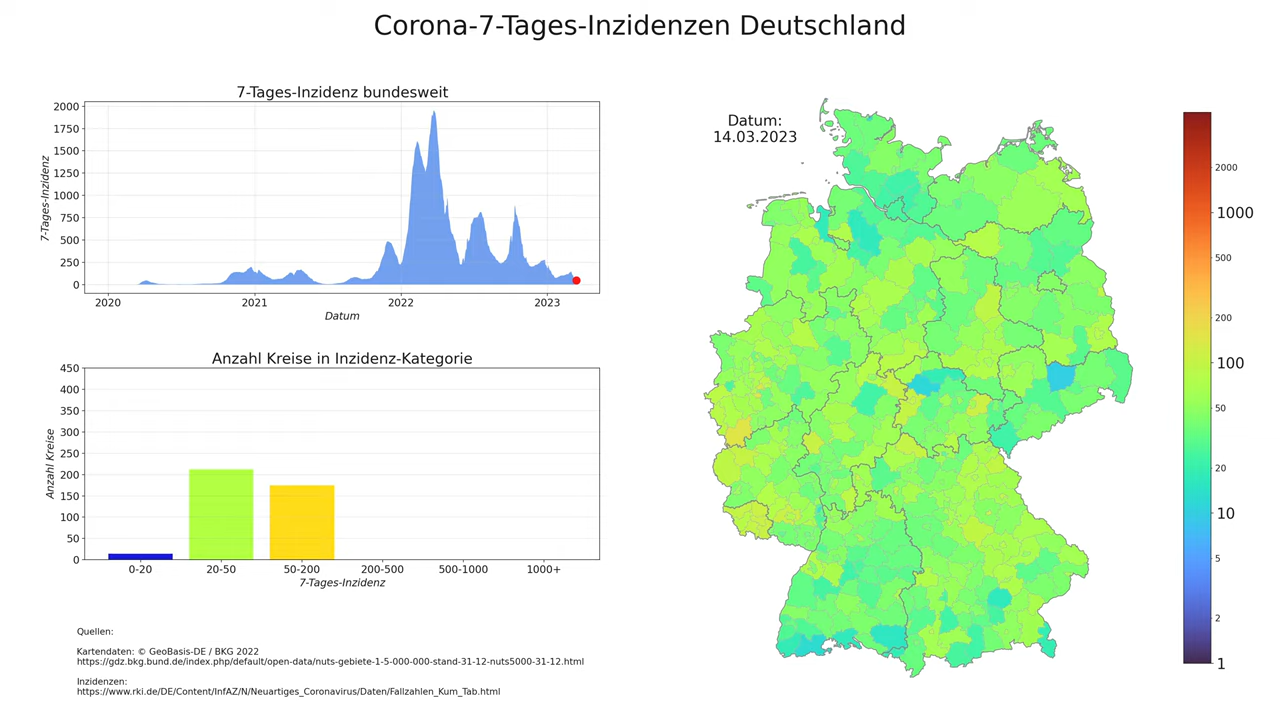 Corona-7-Tages-Inzidenzen Deutschland
7-Tages-Inzidenz bundesweit
2000
1750
1500
1250
1000
750
500
250
0
7-Tages-Inzidenz
2020 2021 2022 2023
Datum
Anzahl Kreise in Inzidenz-Kategorie
450
400
350
300
250
200
150
100
50
0
Anzahl Kreise
0-20 20-50 50-200 200-500 500-1000 1000+
7-Tages-Inzidenz
Quellen:
Kartendaten: © GeoBasis-DE / BKG 2022
https://gdz.bkg.bund.de/index.php/default/open-data/nuts-gebiete-1-5-000-000-stand-31-12-nuts5000-31-12.html
Inzidenzen:
https://www.rki.de/DE/Content/InfAZ/N/Neuartiges_Coronavirus/Daten/Fallzahlen_Kum_Tab.html
Datum:
14.03.2023
2000
1000
500
200
100
50
20
10
5
2
1